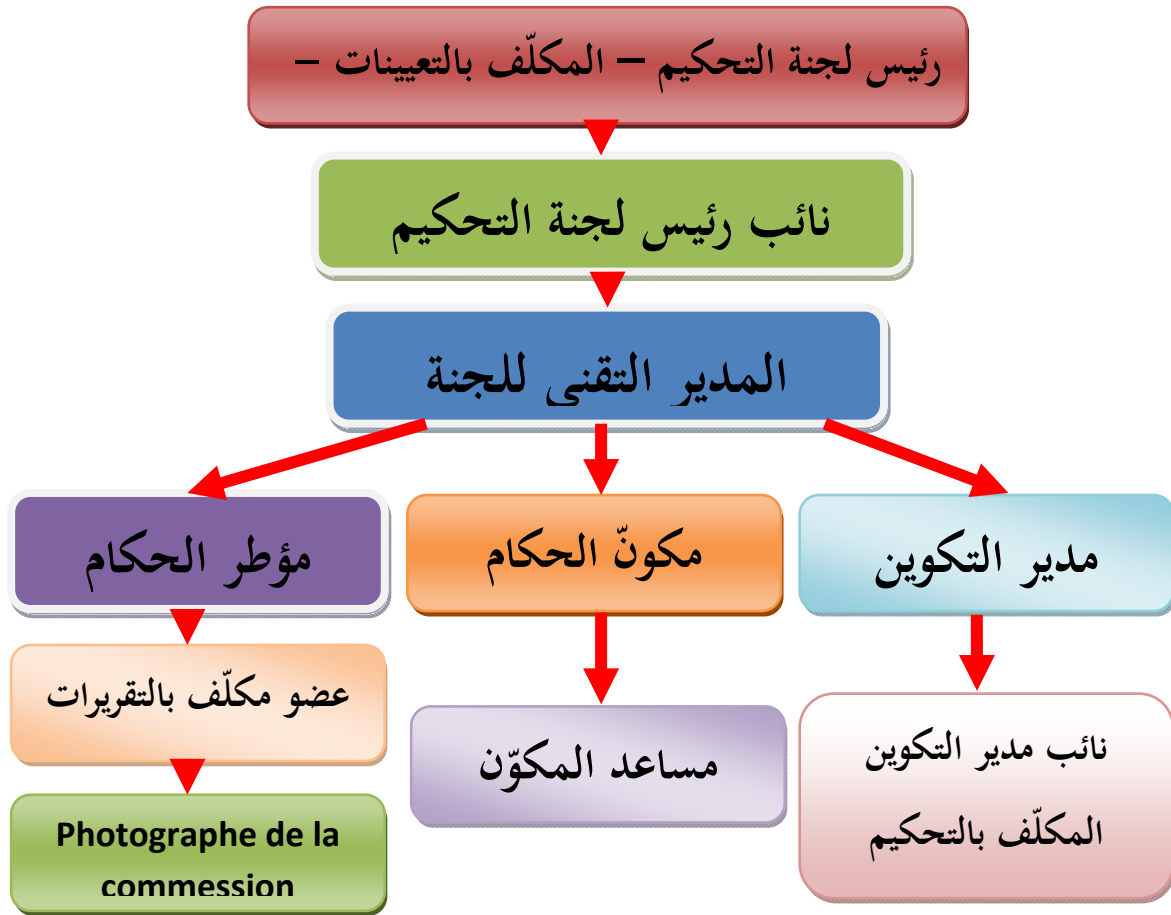 رئيس لجنة التحكيم – المكلّف بالتعيينات –
نائب رئيس لجنة التحكيم
المدير التقني للجنة
مدير التكوين
مكونّ الحكام
مؤطر الحكام
نائب مدير التكوين
المكلّف بالتحكيم
مساعد المكوّن
عضو مكلّف بالتقريرات
Photographe de la
commession